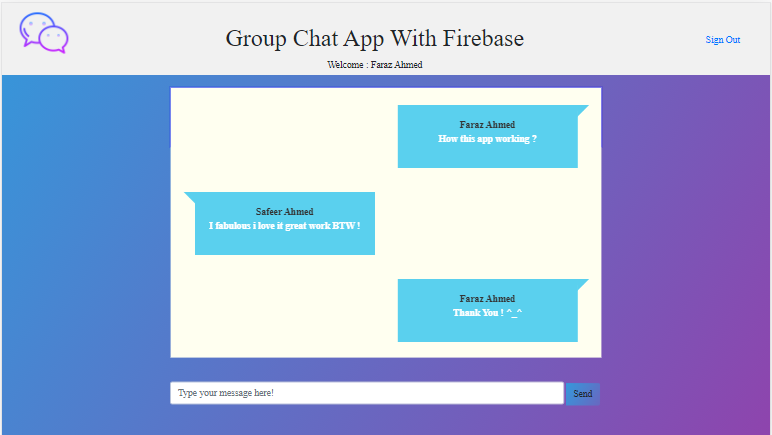 Group Chat App With Firebase
Sign Out
Welcome : Faraz Ahmed
Faraz Ahmed
How this app working ?
Safeer Ahmed
I fabulous i love it great work BTW !
Faraz Ahmed
Thank You ! ^_^
Type your message here!
Send